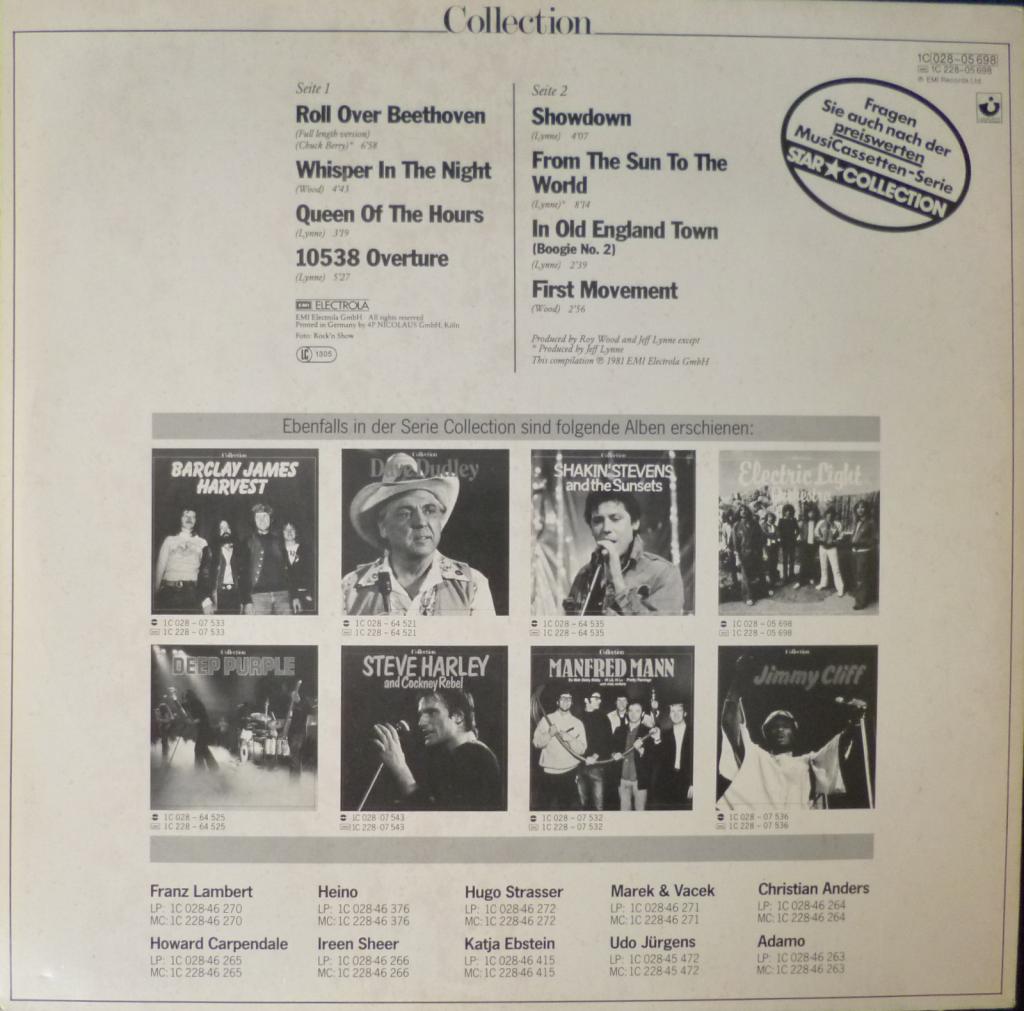 Collection
1C 028-05 698
1C 228-05 698
℗ EMI Records Ltd.
Fragen
Sie auch nach der
preiswerten
MusiCassetten-Serie
STAR★COLLECTION
Seite 1
Roll Over Beethoven
(Full length version)
(Chuck Berry)* 6'58
Whisper In The Night
(Wood) 4'43
Queen Of The Hours
(Lynne) 3'19
10538 Overture
(Lynne) 5'27
EMI ELECTROLA
EMI Electrola GmbH · All rights reserved
Printed in Germany by 4P NICOLAUS GmbH, Köln
Foto: Rock'n Show
LC 1305
Seite 2
Showdown
(Lynne) 4'07
From The Sun To The
World
(Lynne)* 8'14
In Old England Town
(Boogie No. 2)
(Lynne) 2'39
First Movement
(Wood) 2'56
Produced by Roy Wood and Jeff Lynne except
* Produced by Jeff Lynne
This compilation ℗ 1981 EMI Electrola GmbH
Ebenfalls in der Serie Collection sind folgende Alben erschienen:
Collection
BARCLAY JAMES
HARVEST
1C 028 – 07 533
1C 228 – 07 533
Collection
Dave Dudley
1C 028 – 64 521
1C 228 – 64 521
Collection
SHAKIN' STEVENS
and the Sunsets
1C 028 – 64 535
1C 228 – 64 535
Electric Light
Orchestra
1C 028 – 05 698
1C 228 – 05 698
Collection
DEEP PURPLE
1C 028 – 64 525
1C 228 – 64 525
Collection
STEVE HARLEY
and Cockney Rebel
1C 028 07 543
1C 228 07 543
Collection
MANFRED MANN
1C 028 – 07 532
1C 228 – 07 532
Collection
Jimmy Cliff
1C 028 – 07 536
1C 228 – 07 536
Franz Lambert
LP: 1C 028-46 270
MC: 1C 228-46 270
Heino
LP: 1C 028-46 376
MC: 1C 228-46 376
Hugo Strasser
LP: 1C 028-46 272
MC: 1C 228-46 272
Marek & Vacek
LP: 1C 028-46 271
MC: 1C 228-46 271
Christian Anders
LP: 1C 028-46 264
MC: 1C 228-46 264
Howard Carpendale
LP: 1C 028-46 265
MC: 1C 228-46 265
Ireen Sheer
LP: 1C 028-46 266
MC: 1C 228-46 266
Katja Ebstein
LP: 1C 028-46 415
MC: 1C 228-46 415
Udo Jürgens
LP: 1C 028-45 472
MC: 1C 228-45 472
Adamo
LP: 1C 028-46 263
MC: 1C 228-46 263